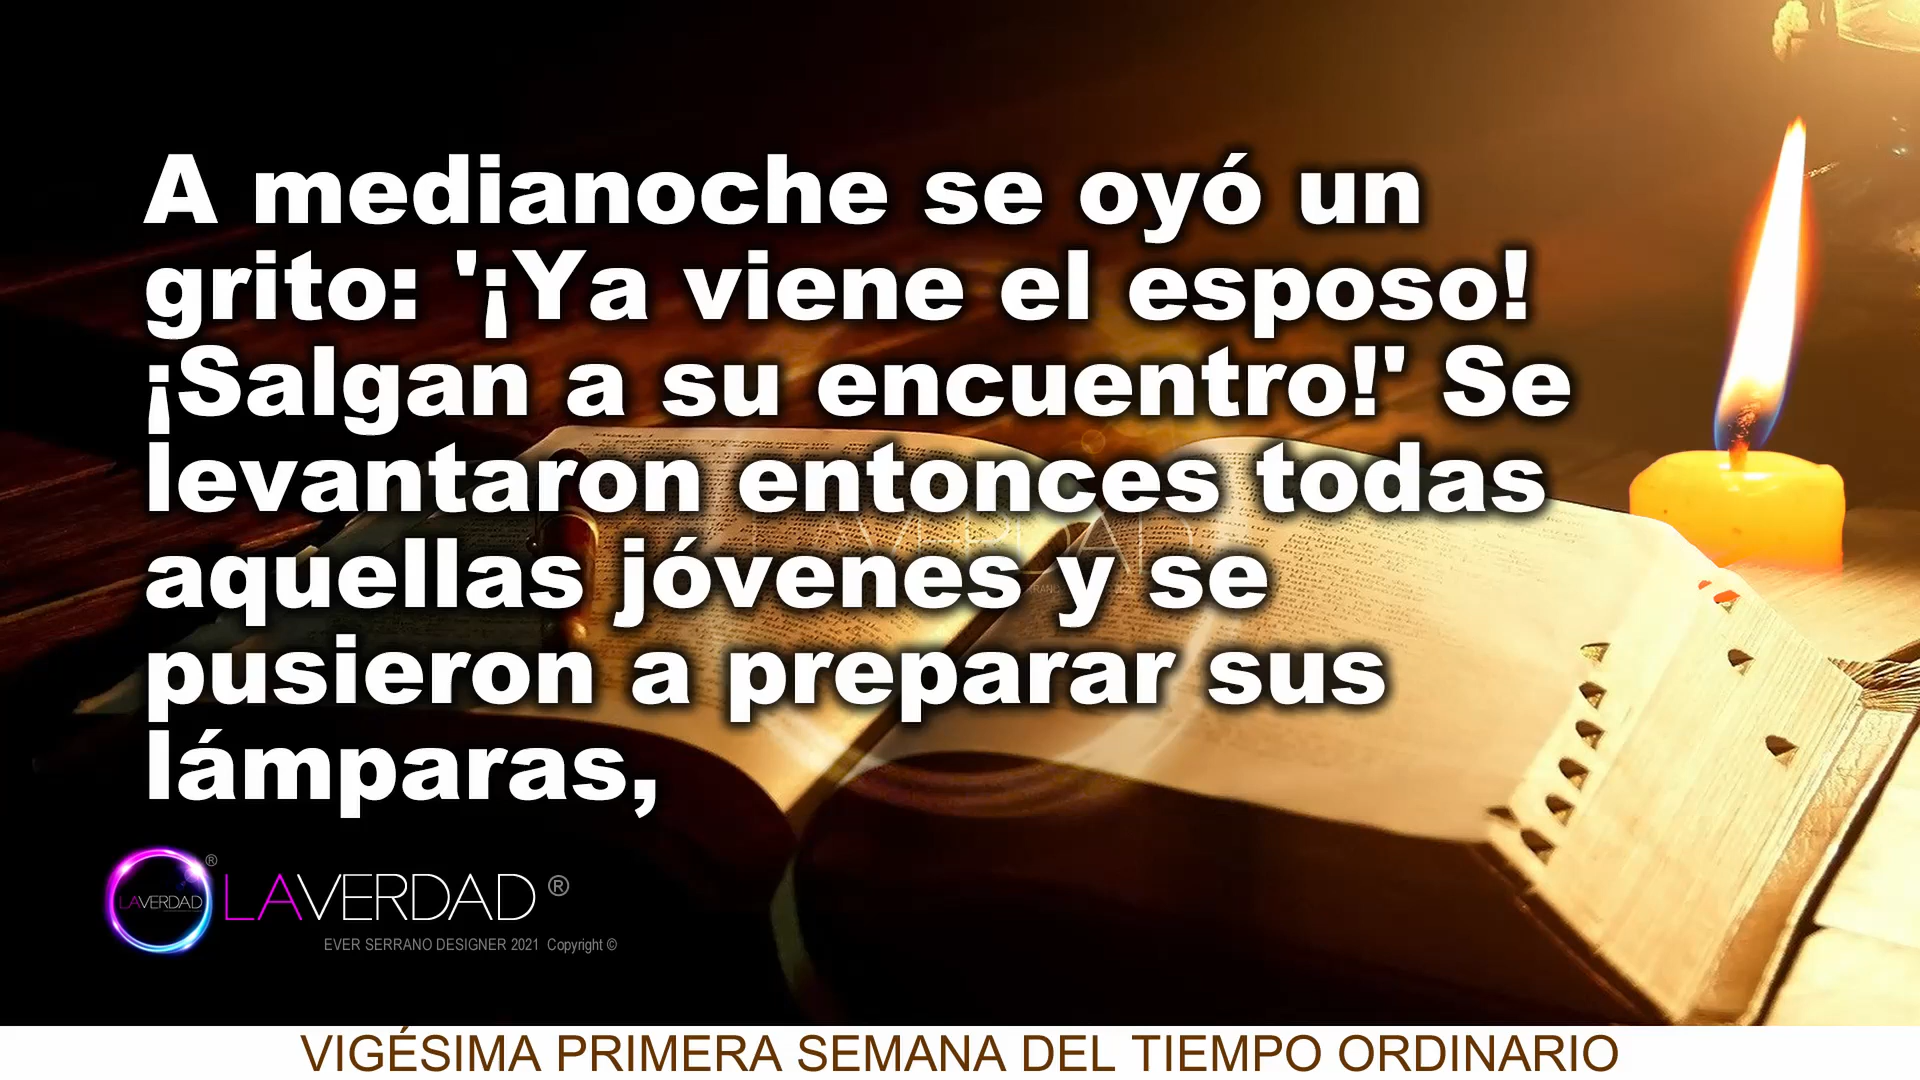 A medianoche se oyó un
grito: '¡Ya viene el esposo!
¡Salgan a su encuentro!' Se
levantaron entonces todas
aquellas jóvenes y se
pusieron a preparar sus
lámparas,
LAVERDAD ®
LAVERDAD ®
EVER SERRANO DESIGNER 2021 Copyright ©
VIGÉSIMA PRIMERA SEMANA DEL TIEMPO ORDINARIO